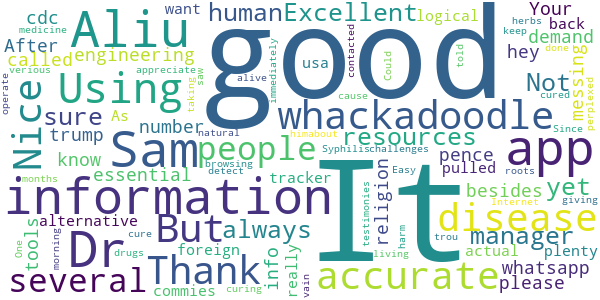 cdc Aliu human Excellent logical Your want back herbs
medicine After called engineering hey keep
Not demand
usa
contacted
immediately
Could
told
appreciate
verious
As
saw
taking
alive
messing
done
cured
perplexed
operate
Nice Using good
sure trump number
whackadoodle
cause
natural
himabout
Since
know essential Sam people resources app
Syphilischallenges
browsing
detect
Easy
roots
tracker pence yet
months
information religion pulled
testimonies
besides
Internet
giving
tools alternative But always It disease
One morning
drugs
cure
foreign
info
really
harm
living
trou
actual manager
Dr
several Thank
commies
curing
vain
accurate
whatsapp plenty
please